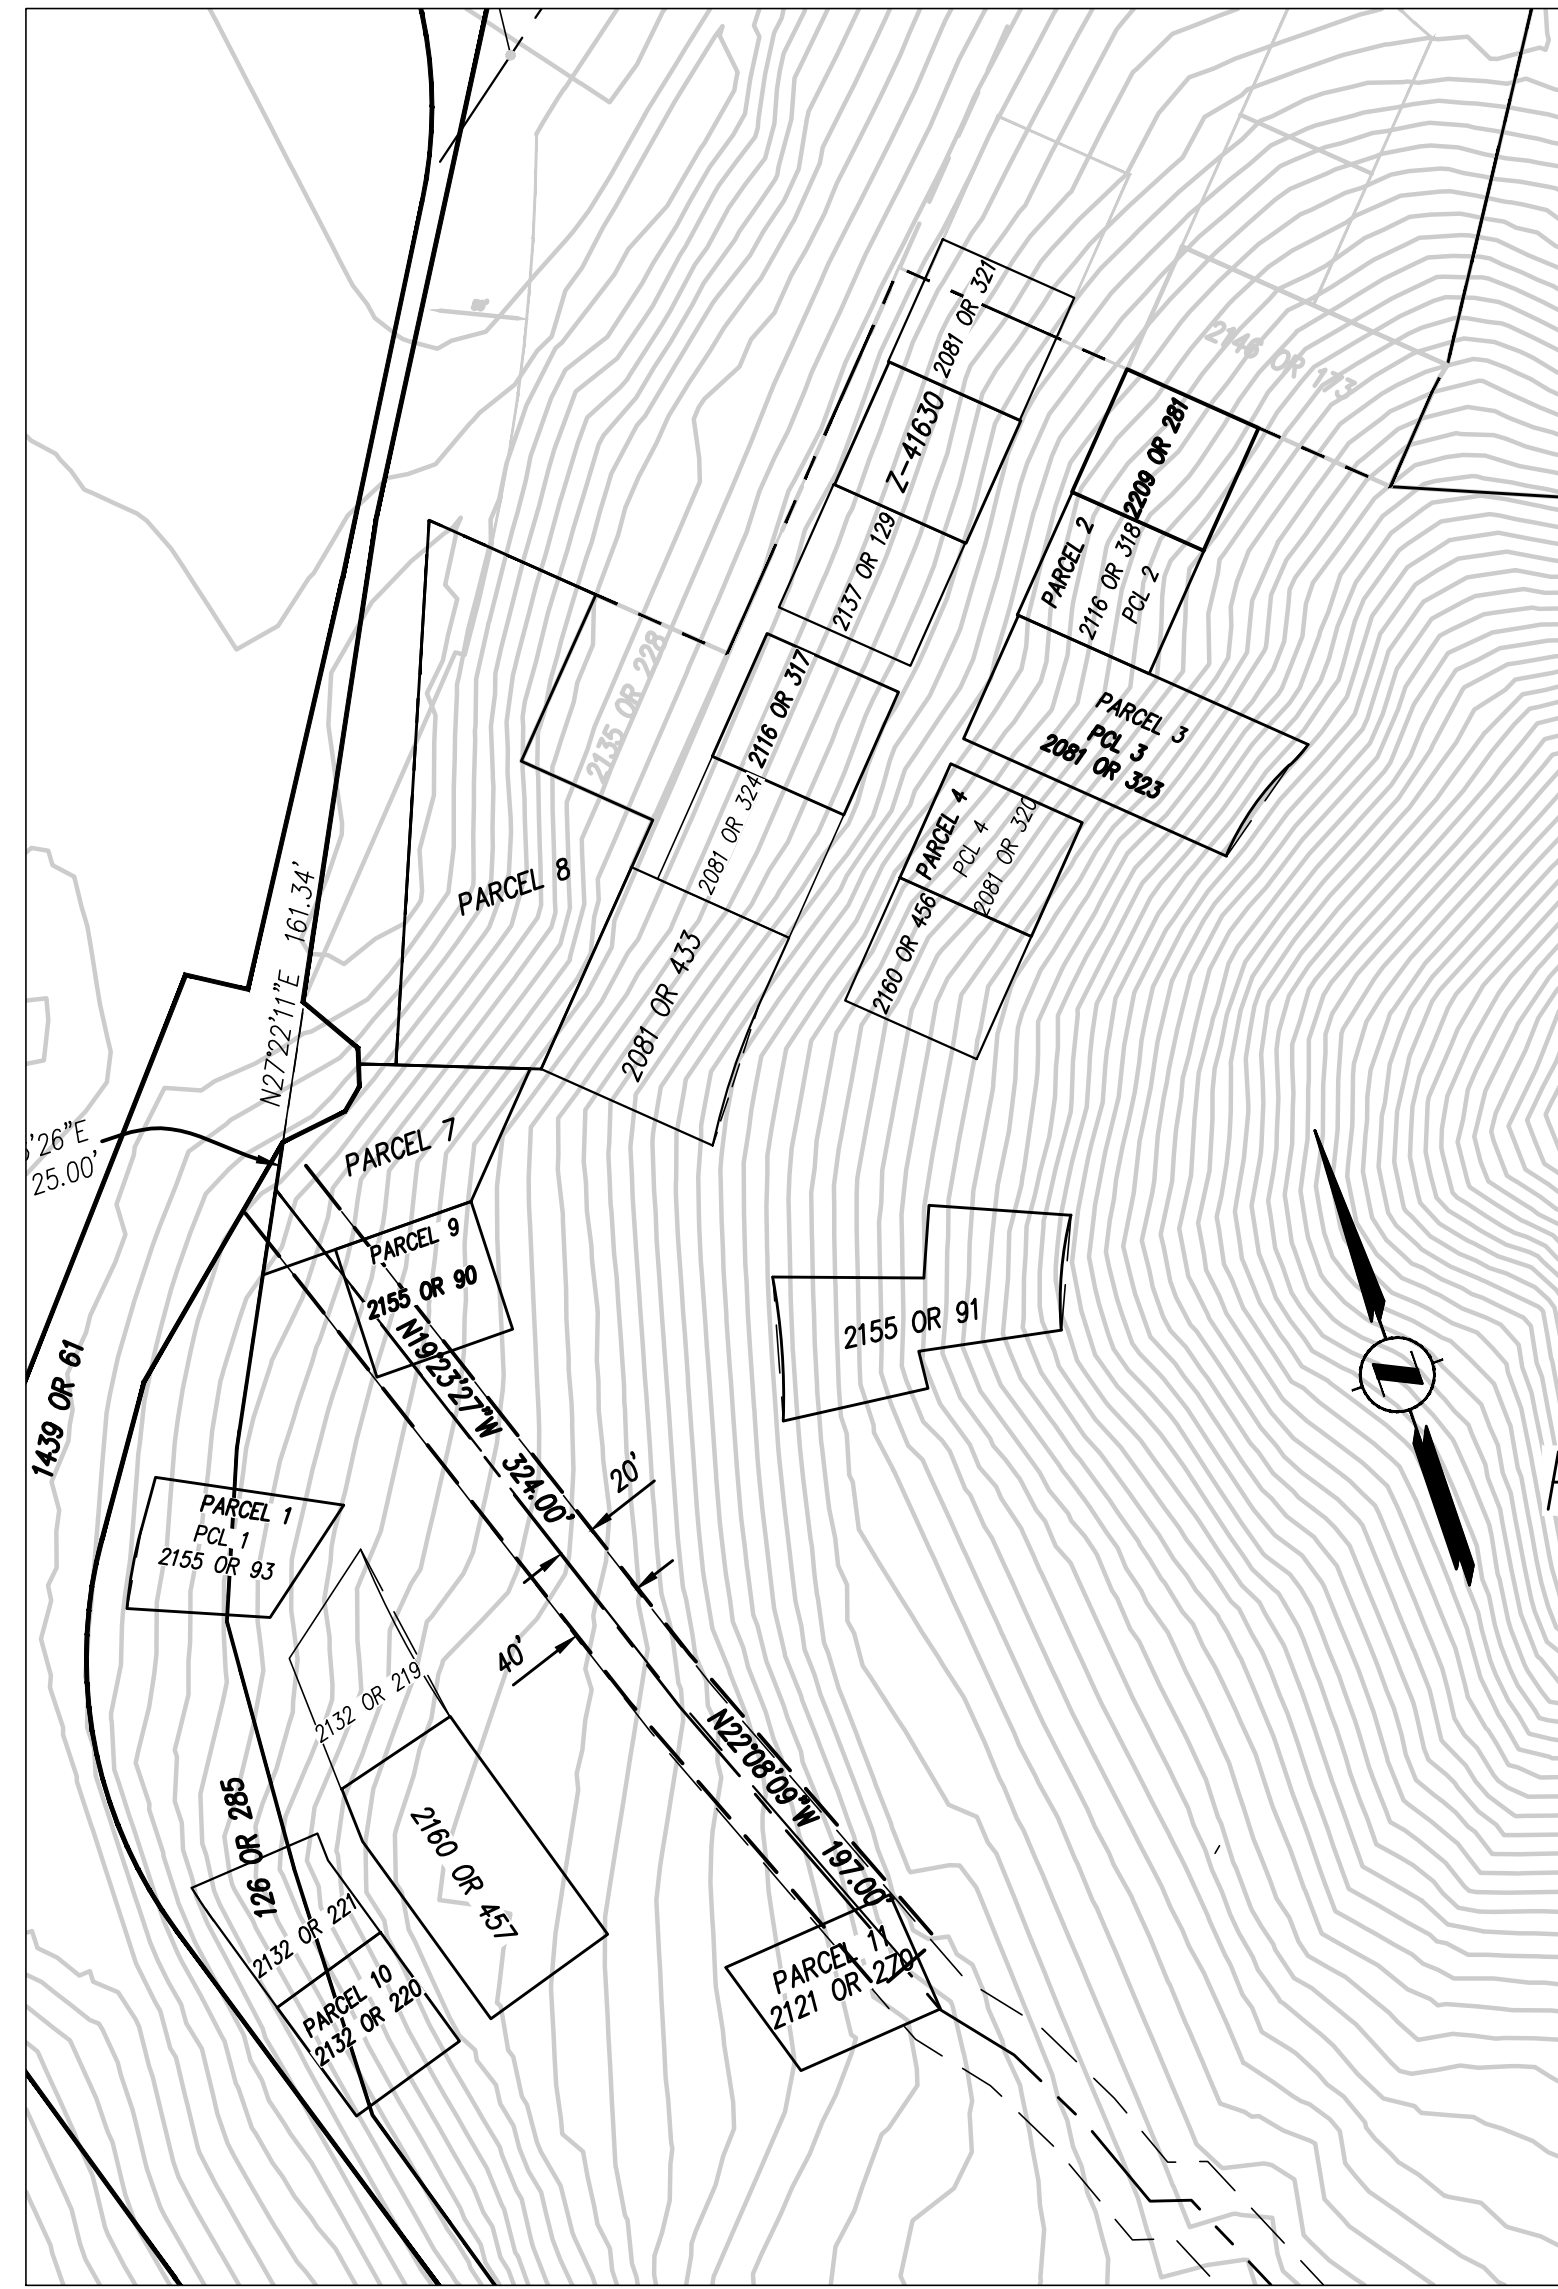 2081 OR 321
2146 OR 173
Z-41630
2209 OR 281
2137 OR 129
PARCEL 2
2116 OR 318
PCL 2
2135 OR 228
2116 OR 317
PARCEL 3
PCL 3
2081 OR 323
2081 OR 324
PARCEL 4
PCL 4
2081 OR 320
PARCEL 8
2160 OR 456
2081 OR 433
N27°22'11"E 161.34'
'26"E
25.00'
PARCEL 7
PARCEL 9
2155 OR 90
2155 OR 91
N19°23'27"W 324.00'
1439 OR 61
20'
PARCEL 1
PCL 1
2155 OR 93
40'
2132 OR 219
N22°08'09"W 197.00'
126 OR 285
2160 OR 457
2132 OR 221
PARCEL 11
2121 OR 270
PARCEL 10
2132 OR 220